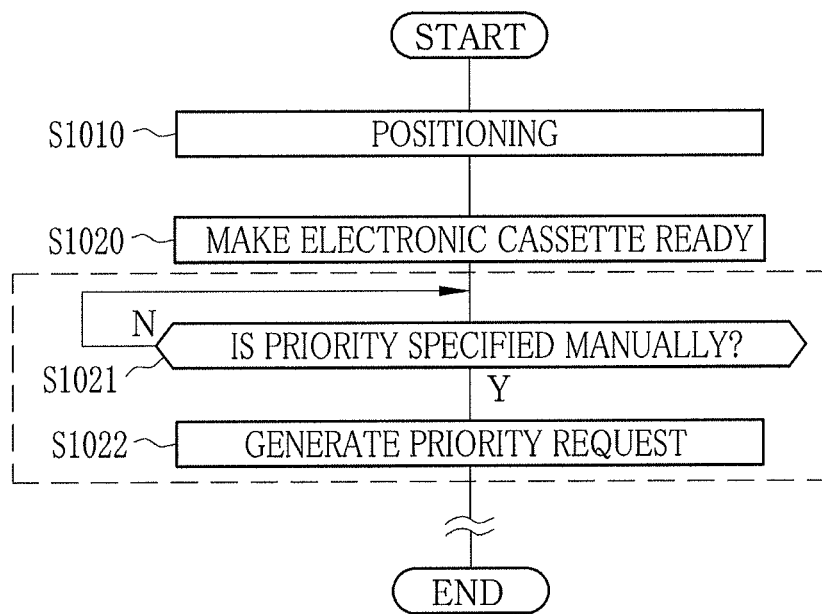 START
S1010 POSITIONING
S1020 MAKE ELECTRONIC CASSETTE READY
N
S1021 IS PRIORITY SPECIFIED MANUALLY?
Y
S1022 GENERATE PRIORITY REQUEST
END